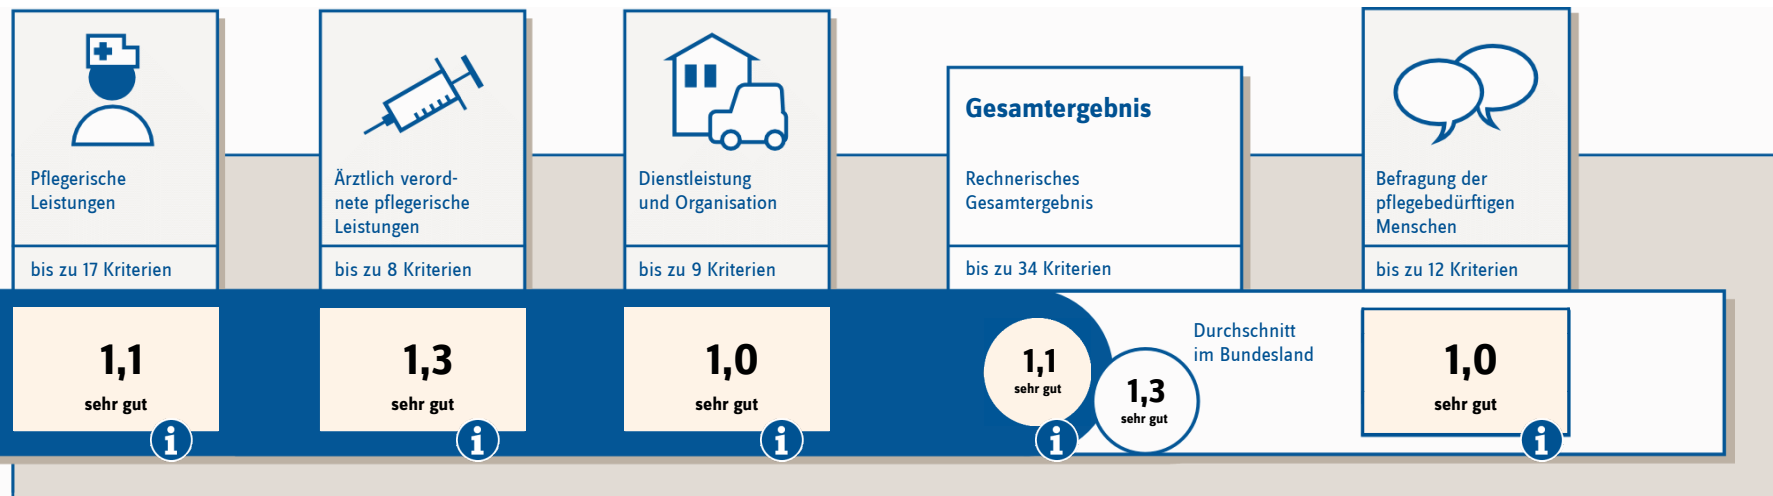 Pflegerische
Leistungen
bis zu 17 Kriterien
1,1
sehr gut
i
Ärztlich verord-
nete pflegerische
Leistungen
bis zu 8 Kriterien
1,3
sehr gut
i
Dienstleistung
und Organisation
bis zu 9 Kriterien
1,0
sehr gut
i
Gesamtergebnis
Rechnerisches
Gesamtergebnis
bis zu 34 Kriterien
1,1
sehr gut
i
1,3
sehr gut
Durchschnitt
im Bundesland
Befragung der
pflegebedürftigen
Menschen
bis zu 12 Kriterien
1,0
sehr gut
i